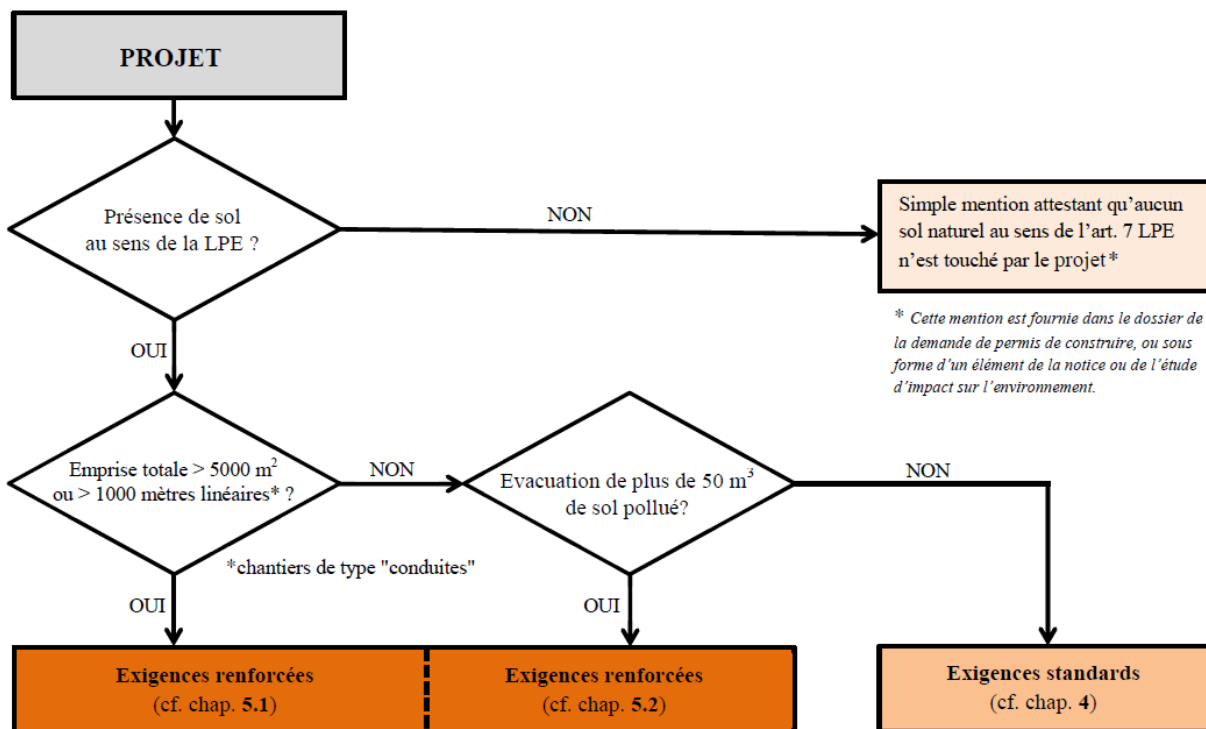 PROJET
Présence de sol
au sens de la LPE ?
NON
Simple mention attestant qu’aucun
sol naturel au sens de l’art. 7 LPE
n’est touché par le projet *
* Cette mention est fournie dans le dossier de
la demande de permis de construire, ou sous
forme d’un élément de la notice ou de l’étude
d’impact sur l’environnement.
OUI
Emprise totale > 5000 m²
ou > 1000 mètres linéaires* ?
NON
Evacuation de plus de 50 m³
de sol pollué?
NON
*chantiers de type "conduites"
OUI
OUI
Exigences renforcées
(cf. chap. 5.1)
Exigences renforcées
(cf. chap. 5.2)
Exigences standards
(cf. chap. 4)